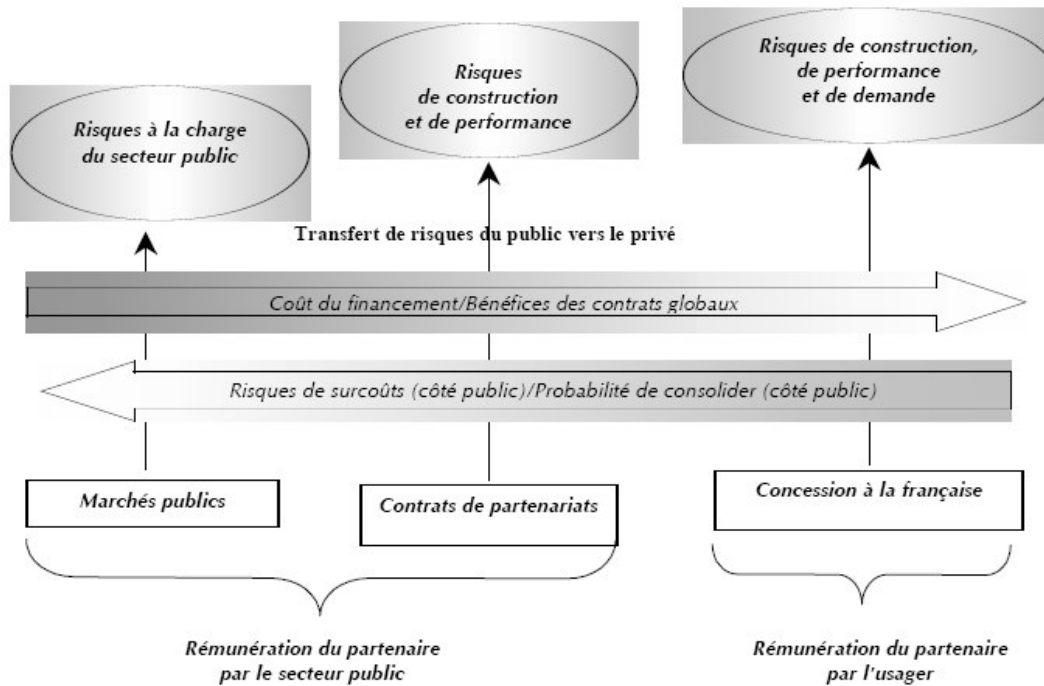 Risques à la charge
du secteur public
Risques
de construction
et de performance
Risques de construction,
de performance
et de demande
Transfert de risques du public vers le privé
Coût du financement/Bénéfices des contrats globaux
Risques de surcoûts (côté public)/Probabilité de consolider (côté public)
Marchés publics
Contrats de partenariats
Concession à la française
Rémunération du partenaire
par le secteur public
Rémunération du partenaire
par l'usager